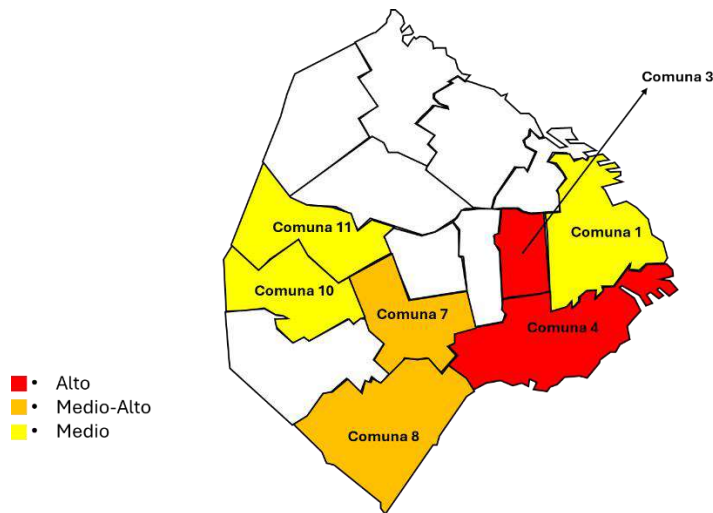 Comuna 3
Comuna 11
Comuna 1
Comuna 10
Comuna 7
Comuna 4
• Alto
• Medio-Alto
• Medio
Comuna 8